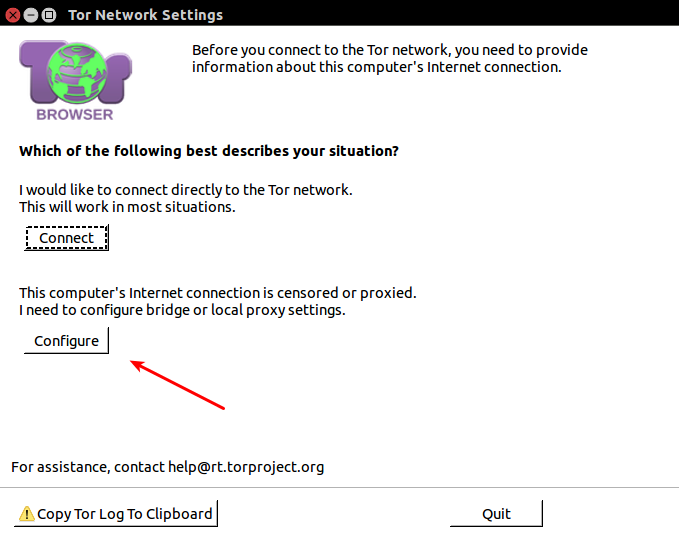 Tor Network Settings
Before you connect to the Tor network, you need to provide
information about this computer's Internet connection.
Tor
BROWSER
Which of the following best describes your situation?
I would like to connect directly to the Tor network.
This will work in most situations.
Connect
This computer's Internet connection is censored or proxied.
I need to configure bridge or local proxy settings.
Configure
For assistance, contact help@rt.torproject.org
Copy Tor Log To Clipboard
Quit